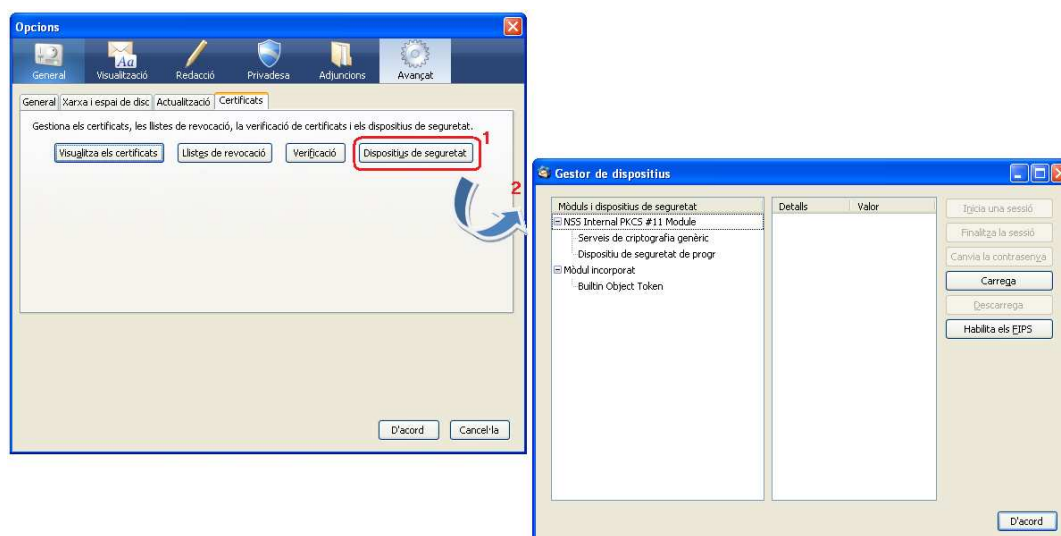 Opcions
General Visualització Redacció Privadesa Adjuncions Avançat
General Xarxa i espai de disc Actualització Certificats
Gestiona els certificats, les llistes de revocació, la verificació de certificats i els dispositius de seguretat.
Visualitza els certificats Llistes de revocació Verificació Dispositius de seguretat
1
2
D'acord Cancel·la
Gestor de dispositius
Mòduls i dispositius de seguretat Detalls Valor
NSS Internal PKCS #11 Module
Serveis de criptografia genèric
Dispositiu de seguretat de progr
Mòdul incorporat
Builtin Object Token
Inicia una sessió
Finalitza la sessió
Canvia la contrasenya
Carrega
Descarrega
Habilita els FIPS
D'acord